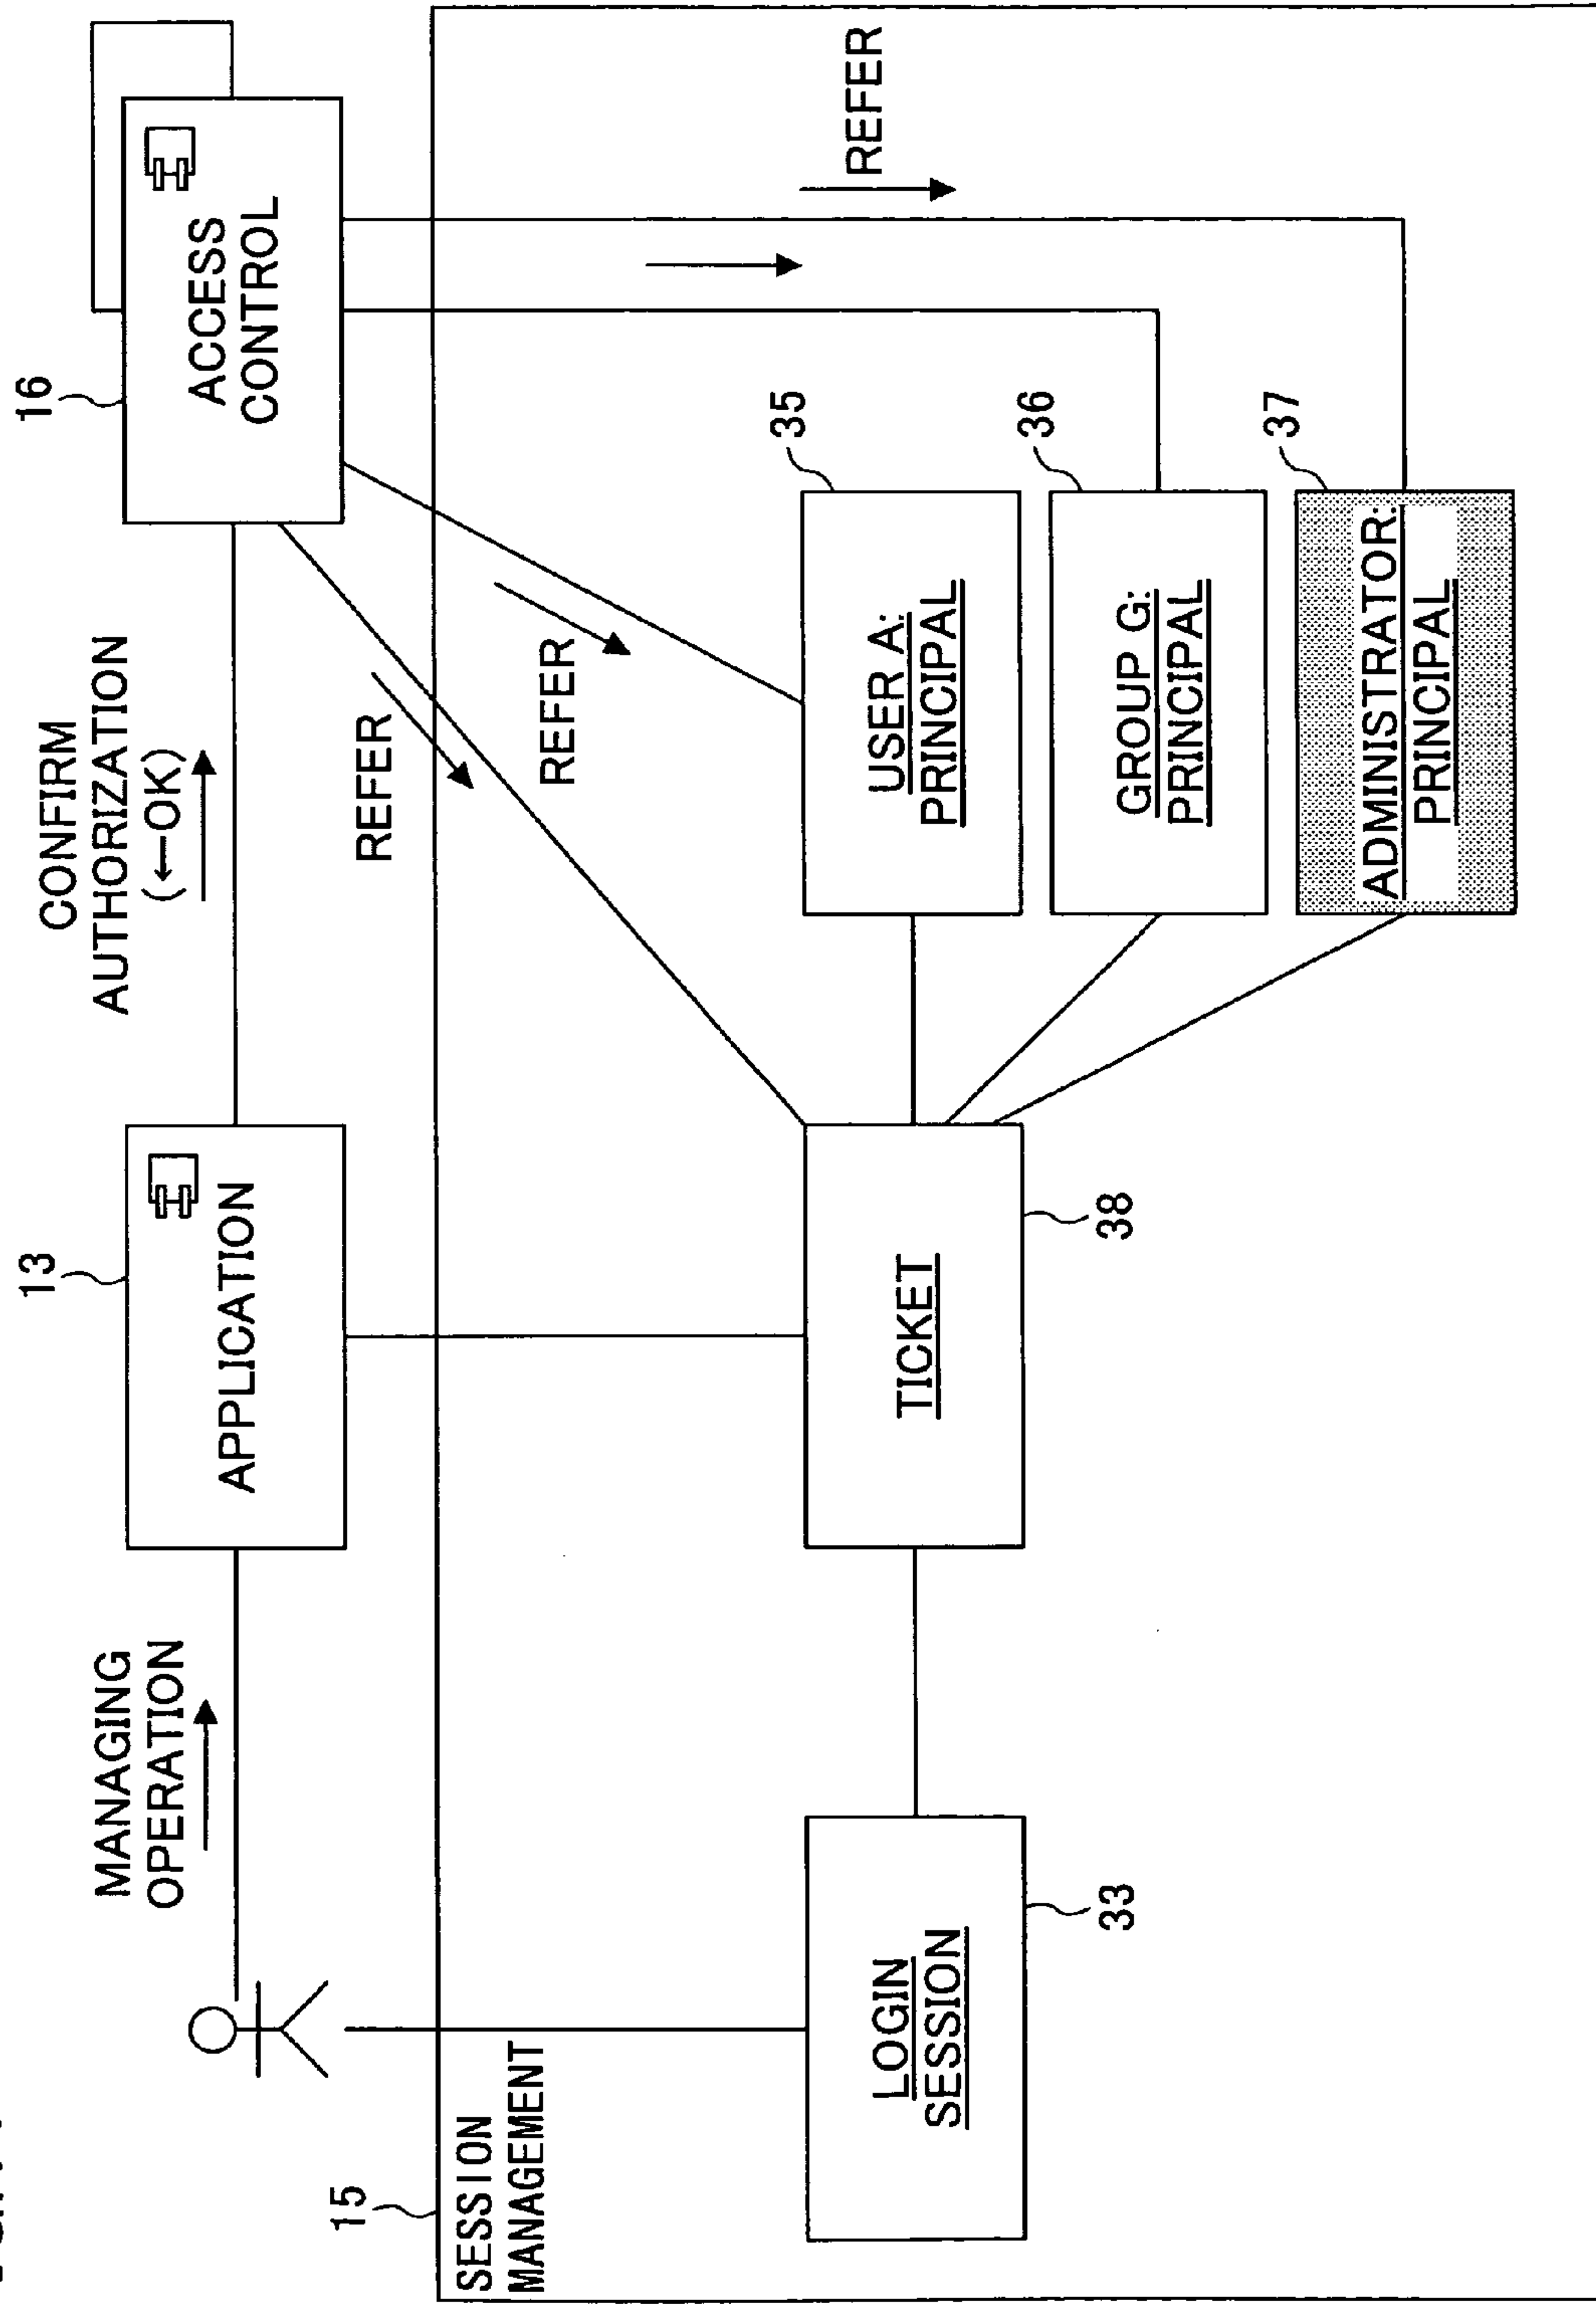 MANAGING
OPERATION
CONFIRM
AUTHORIZATION
(←OK)
13
APPLICATION
16
ACCESS
CONTROL
15
SESSION
MANAGEMENT
REFER
REFER
REFER
LOGIN
SESSION
33
TICKET
38
35
USER A:
PRINCIPAL
36
GROUP G:
PRINCIPAL
37
ADMINISTRATOR:
PRINCIPAL